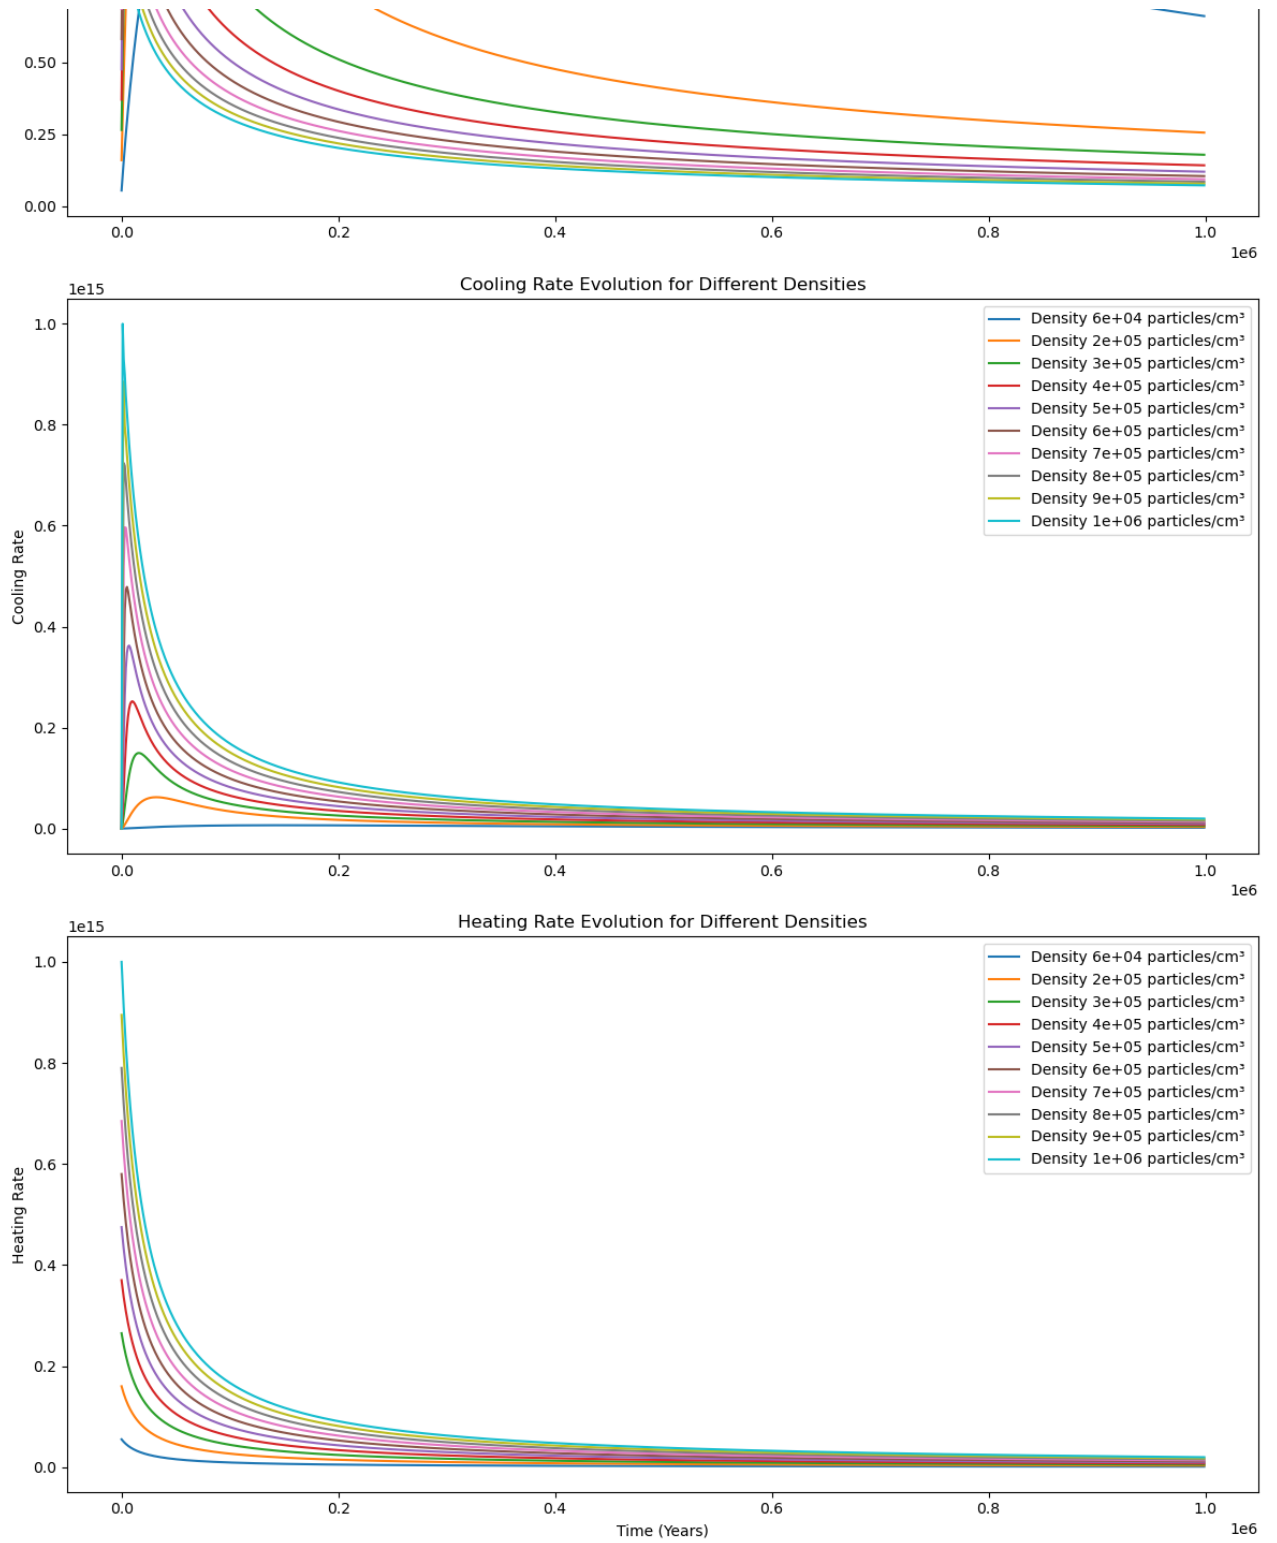 0.50
0.25
0.00
0.0 0.2 0.4 0.6 0.8 1.0
1e6
Cooling Rate Evolution for Different Densities
1e15
1.0
0.8
0.6
0.4
0.2
0.0
Cooling Rate
Density 6e+04 particles/cm³
Density 2e+05 particles/cm³
Density 3e+05 particles/cm³
Density 4e+05 particles/cm³
Density 5e+05 particles/cm³
Density 6e+05 particles/cm³
Density 7e+05 particles/cm³
Density 8e+05 particles/cm³
Density 9e+05 particles/cm³
Density 1e+06 particles/cm³
0.0 0.2 0.4 0.6 0.8 1.0
1e6
Heating Rate Evolution for Different Densities
1e15
1.0
0.8
0.6
0.4
0.2
0.0
Heating Rate
Density 6e+04 particles/cm³
Density 2e+05 particles/cm³
Density 3e+05 particles/cm³
Density 4e+05 particles/cm³
Density 5e+05 particles/cm³
Density 6e+05 particles/cm³
Density 7e+05 particles/cm³
Density 8e+05 particles/cm³
Density 9e+05 particles/cm³
Density 1e+06 particles/cm³
0.0 0.2 0.4 0.6 0.8 1.0
1e6
Time (Years)